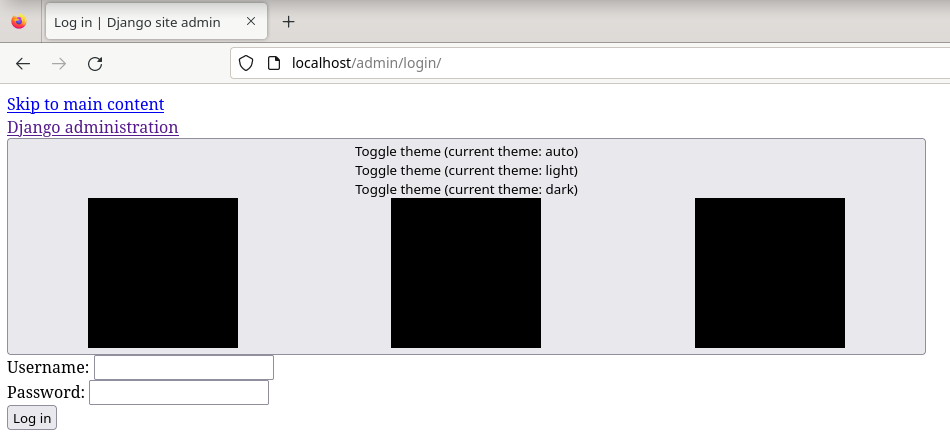 Log in | Django site admin
localhost/admin/login/
Skip to main content
Django administration
Toggle theme (current theme: auto)
Toggle theme (current theme: light)
Toggle theme (current theme: dark)
Username:
Password:
Log in